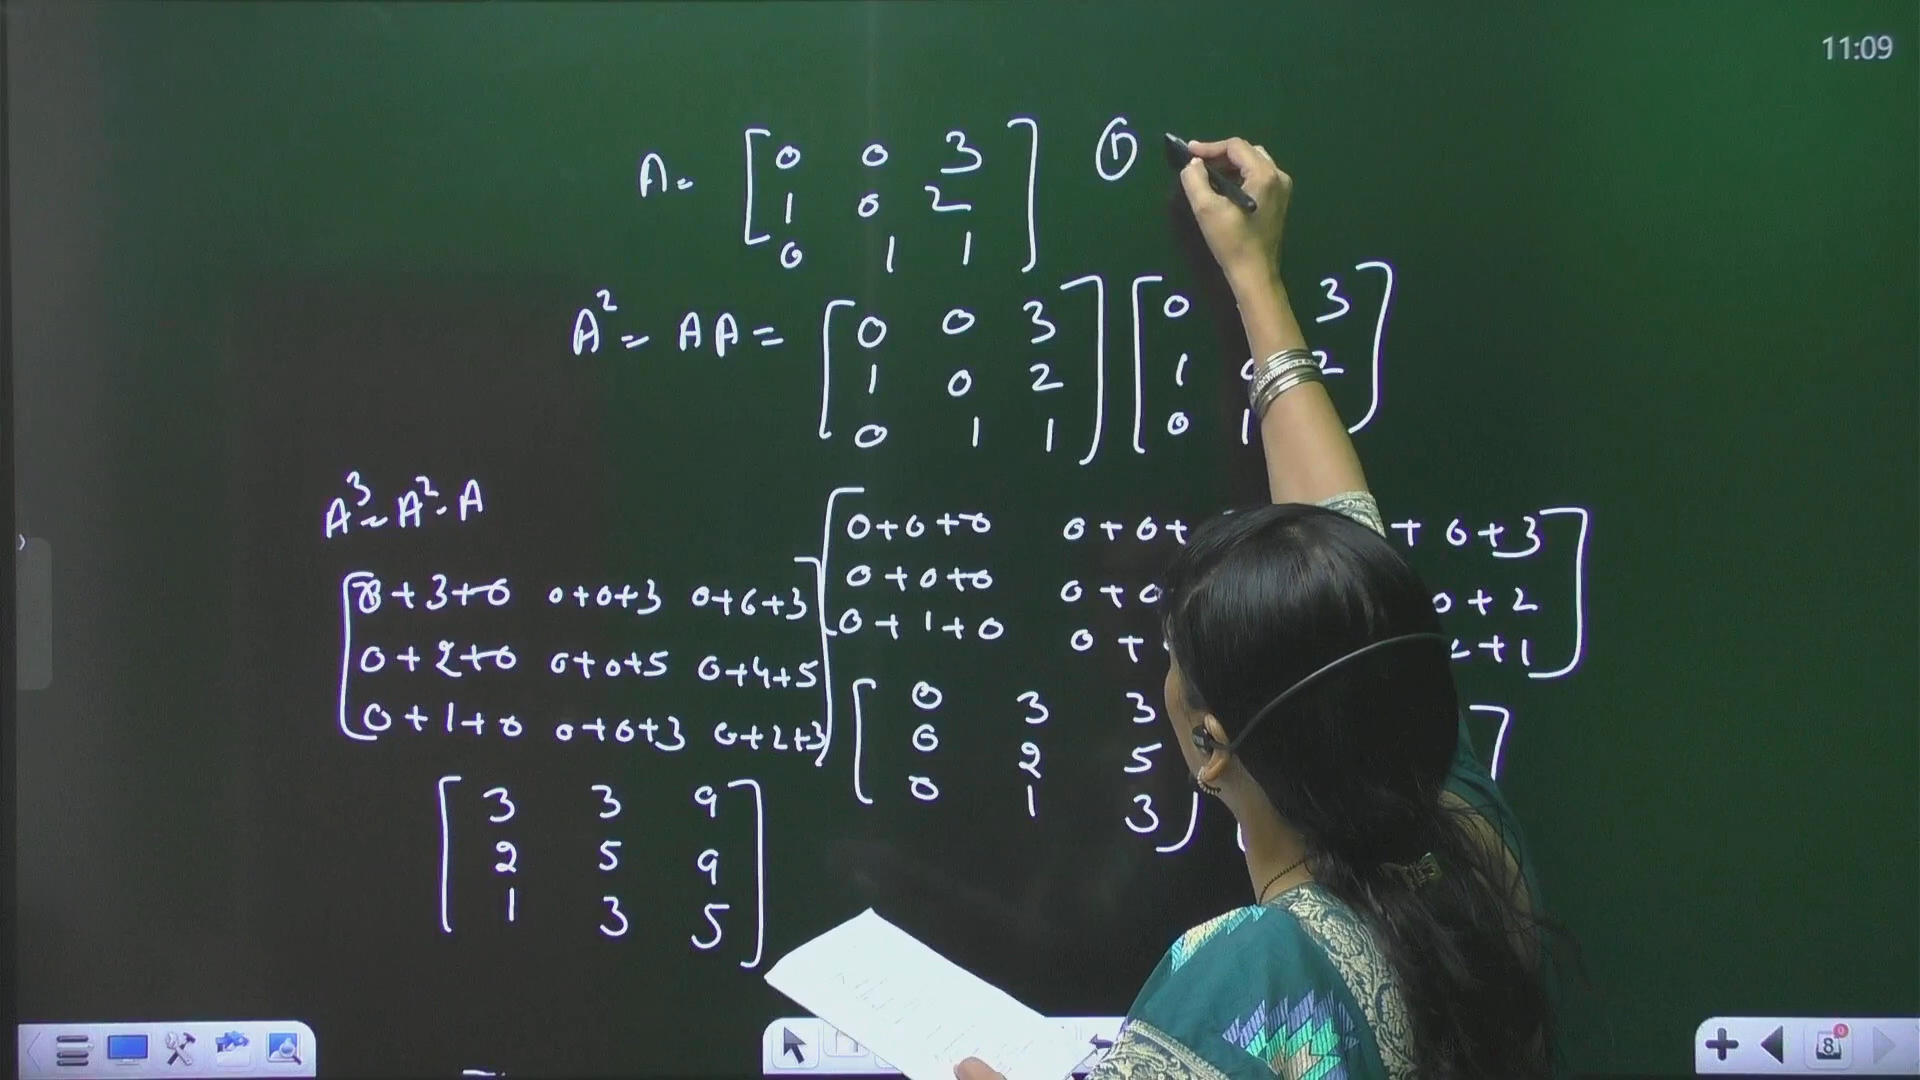 11:09
A = [ 0 0 3 ] ①
1 0 2
0 1 1
A² = AA = [ 0 0 3 ] [ 0 3 ]
1 0 2 1 0 2
0 1 1 0 1
A³ = A² · A
0+0+0 0+0+ + 0+3
0+0+0 0+0 0+2
0+1+0 0+ 2+1
[ 0+3+0 0+0+3 0+6+3 ]
0+2+0 0+0+5 0+4+5
0+1+0 0+0+3 0+2+3
[ 0 3 3
0 2 5
0 1 3 ]
[ 3 3 9 ]
2 5 9
1 3 5
8
0